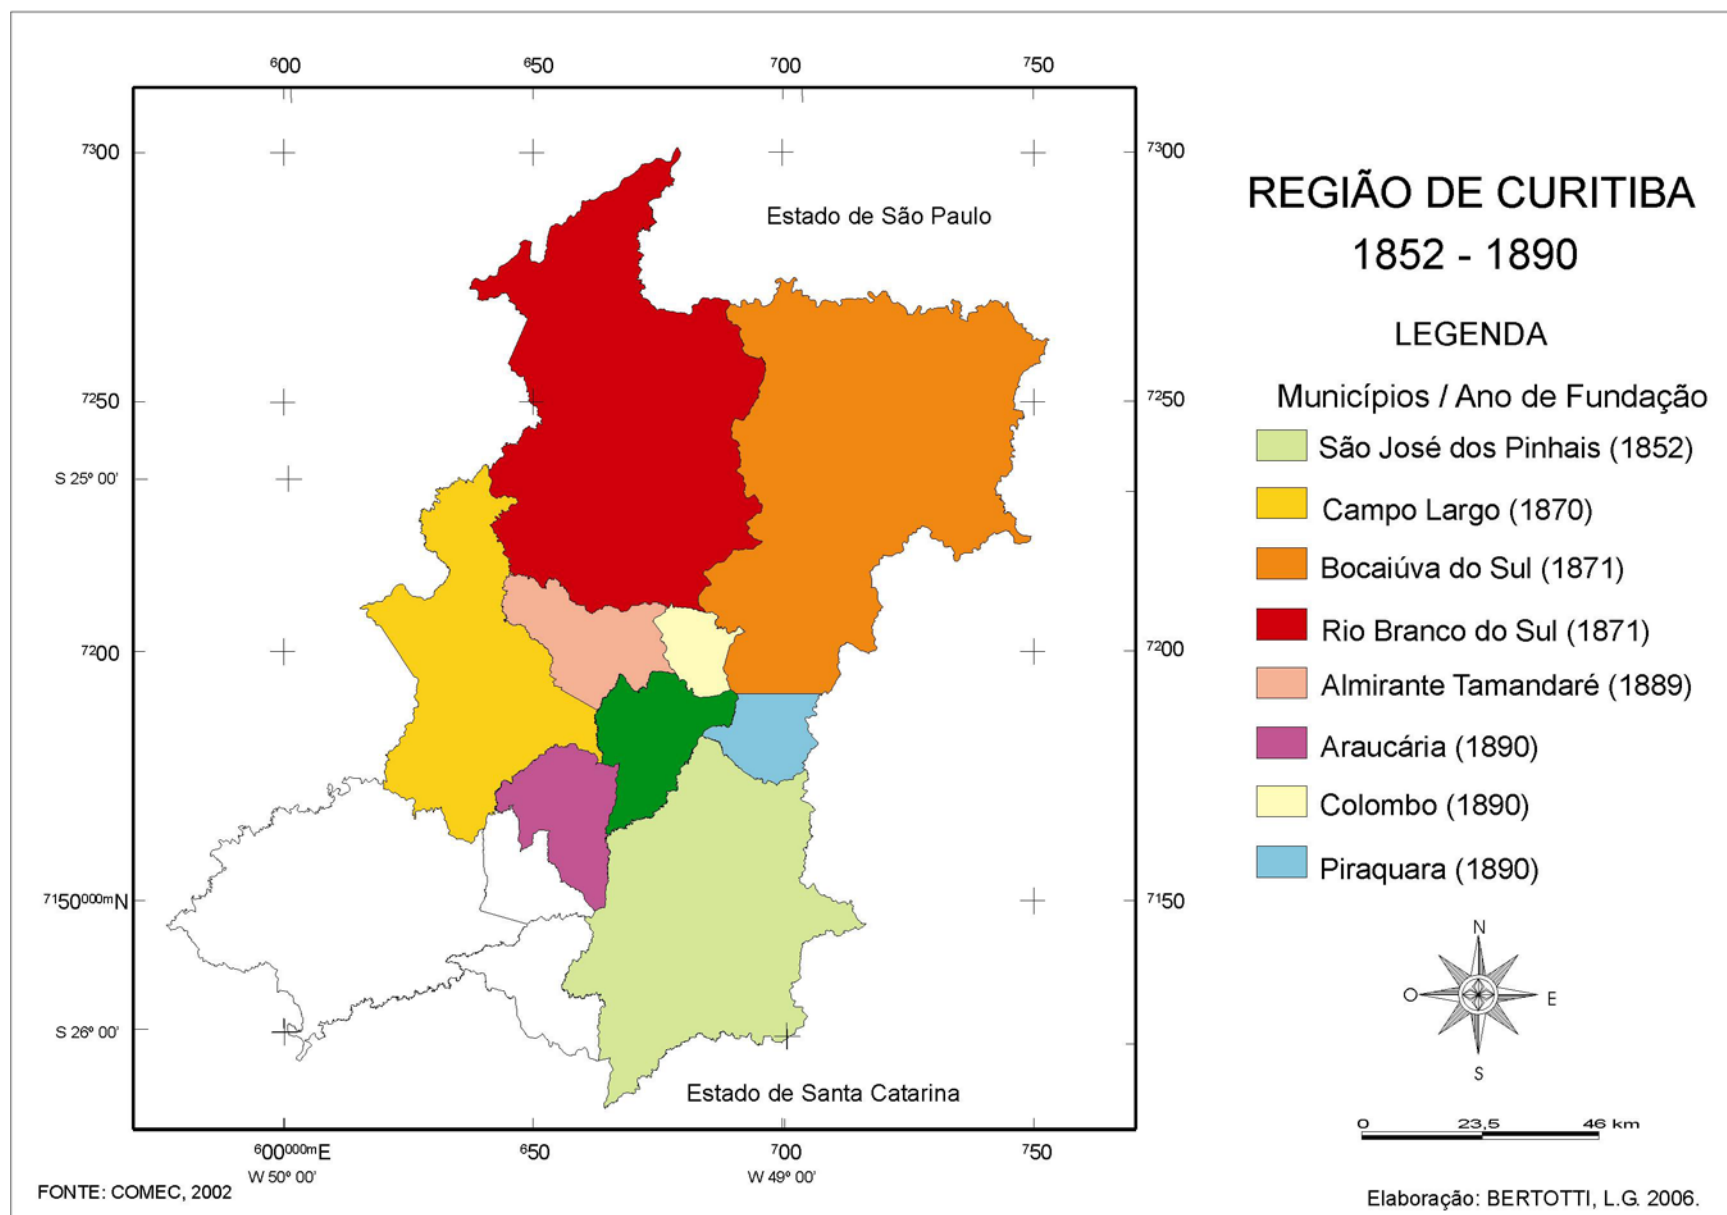 600 650 700 750
7300 7300
Estado de São Paulo
7250 7250
S 25º 00'
7200 7200
7150000mN 7150
S 26º 00'
Estado de Santa Catarina
600000mE 650 700 750
W 50º 00' W 49º 00'
FONTE: COMEC, 2002
REGIÃO DE CURITIBA
1852 - 1890
LEGENDA
Municípios / Ano de Fundação
São José dos Pinhais (1852)
Campo Largo (1870)
Bocaiúva do Sul (1871)
Rio Branco do Sul (1871)
Almirante Tamandaré (1889)
Araucária (1890)
Colombo (1890)
Piraquara (1890)
N
O E
S
0 23,5 46 km
Elaboração: BERTOTTI, L.G. 2006.